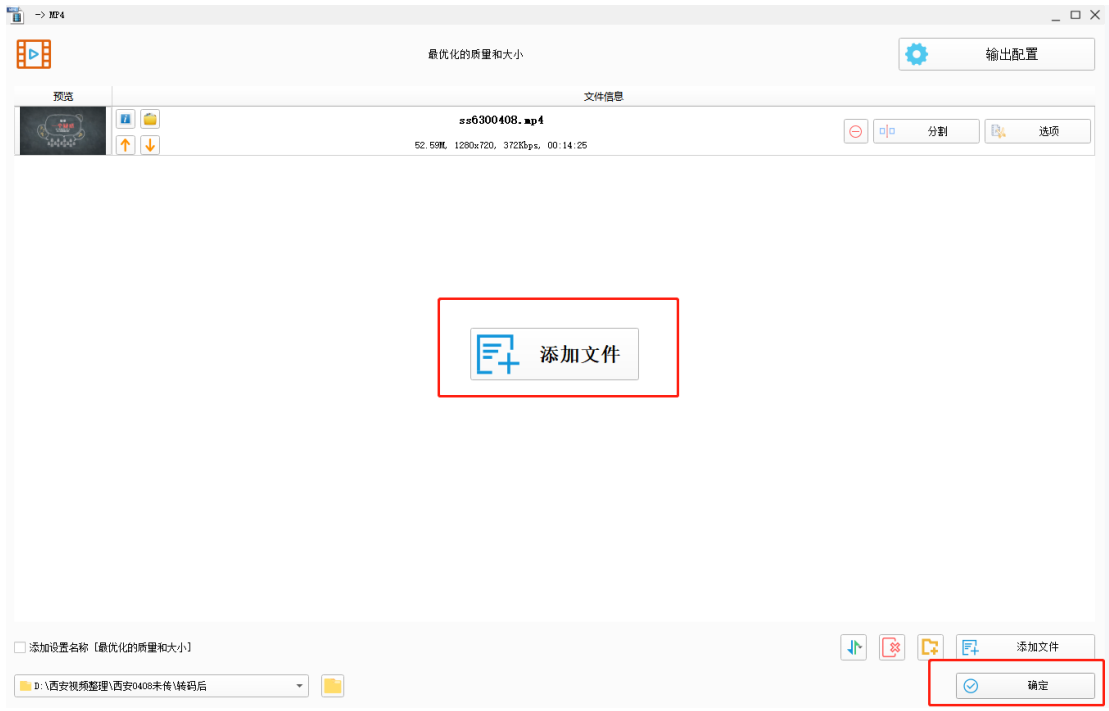 -> MP4
最优化的质量和大小
输出配置
预览
文件信息
ss6300408.mp4
52.59M, 1280x720, 372Kbps, 00:14:25
分割
选项
添加文件
添加设置名称 [最优化的质量和大小]
添加文件
D:\西安视频整理\西安0408未传\转码后
确定